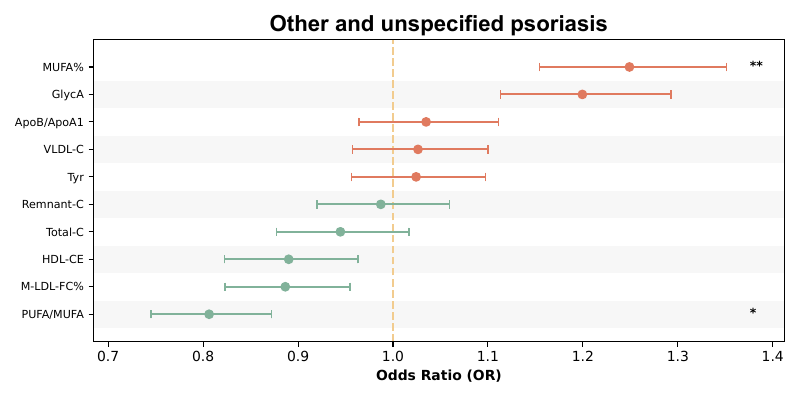 Other and unspecified psoriasis
MUFA% **
GlycA
ApoB/ApoA1
VLDL-C
Tyr
Remnant-C
Total-C
HDL-CE
M-LDL-FC%
PUFA/MUFA *
0.7 0.8 0.9 1.0 1.1 1.2 1.3 1.4
Odds Ratio (OR)